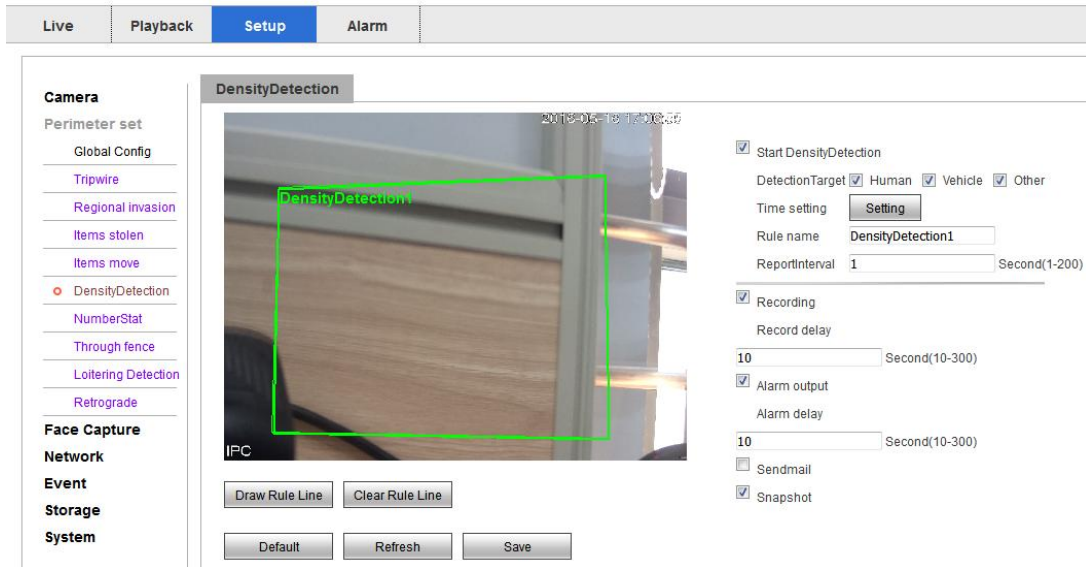 Live Playback Setup Alarm
DensityDetection
Camera
Perimeter set
Global Config
Tripwire
Regional invasion
Items stolen
Items move
DensityDetection
NumberStat
Through fence
Loitering Detection
Retrograde
Face Capture
Network
Event
Storage
System
DensityDetection1
IPC
Draw Rule Line Clear Rule Line
Default Refresh Save
Start DensityDetection
DetectionTarget Human Vehicle Other
Time setting Setting
Rule name DensityDetection1
ReportInterval 1 Second(1-200)
Recording
Record delay
10 Second(10-300)
Alarm output
Alarm delay
10 Second(10-300)
Sendmail
Snapshot